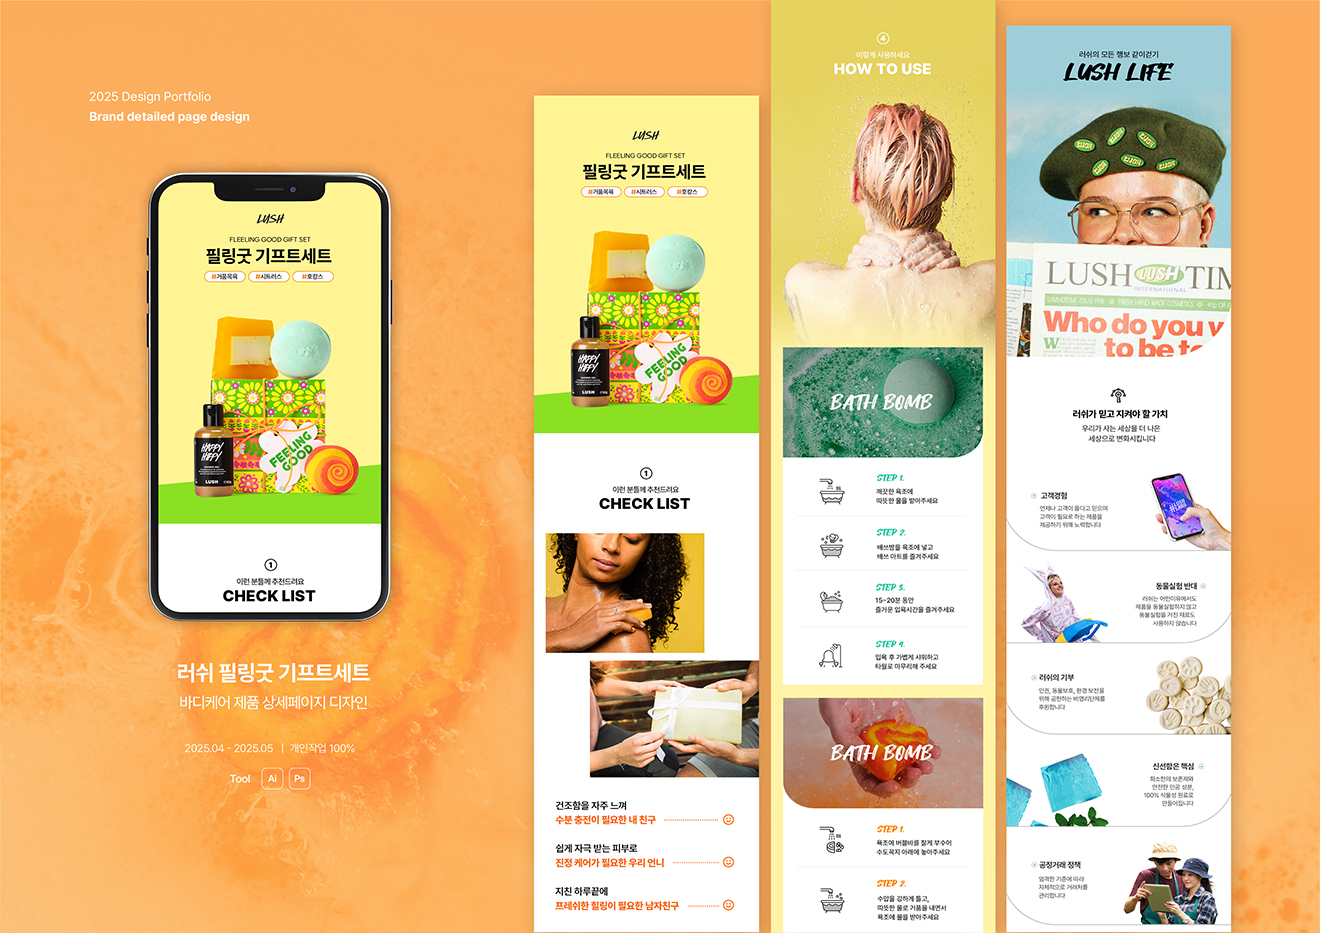 2025 Design Portfolio
Brand detailed page design
LUSH
FLEELING GOOD GIFT SET
필링굿 기프트세트
#거품목욕 #시트러스 #호캉스
HAPPY
HIPPY
LUSH
FEELING
GOOD
1
이런 분들께 추천드려요
CHECK LIST
러쉬 필링굿 기프트세트
바디케어 제품 상세페이지 디자인
2025.04 - 2025.05 | 개인작업 100%
Tool Ai Ps
LUSH
FLEELING GOOD GIFT SET
필링굿 기프트세트
#거품목욕 #시트러스 #호캉스
HAPPY
HIPPY
LUSH
FEELING
GOOD
1
이런 분들께 추천드려요
CHECK LIST
건조함을 자주 느껴
수분 충전이 필요한 내 친구
쉽게 자극 받는 피부로
진정 케어가 필요한 우리 언니
지친 하루끝에
프레쉬한 힐링이 필요한 남자친구
4
이렇게 사용하세요
HOW TO USE
BATH BOMB
STEP 1.
깨끗한 욕조에
따뜻한 물을 받아주세요
STEP 2.
배쓰밤을 욕조에 넣고
배쓰 아트를 즐겨주세요
STEP 3.
15~20분 동안
즐거운 입욕시간을 즐겨주세요
STEP 4.
입욕 후 가볍게 샤워하고
타월로 마무리해 주세요
BATH BOMB
STEP 1.
욕조에 버블바를 잘게 부수어
수도꼭지 아래에 놓아주세요
STEP 2.
수압을 강하게 틀고,
따뜻한 물로 거품을 내면서
욕조에 물을 받아주세요
러쉬의 모든 행보 같이걷기
LUSH LIFE
LUSH LUSH TIM
INTERNATIONAL
FRESH HAND MADE COSMETICS
Who do you w
to be to
러쉬가 믿고 지켜야 할 가치
우리가 사는 세상을 더 나은
세상으로 변화시킵니다
고객경험
언제나 고객이 옳다고 믿으며
고객이 필요로 하는 제품을
제공하기 위해 노력합니다
동물실험 반대
러쉬는 어떤이유에서도
제품을 동물실험하지 않고
동물실험을 거친 재료도
사용하지 않습니다
러쉬의 기부
인권, 동물보호, 환경 보전을
위해 공헌하는 비영리단체를
후원합니다
신선함은 핵심
최소한의 보존제와
안전한 인공 성분,
100% 식물성 원료로
만들어집니다
공정거래 정책
엄격한 기준에 따라
자체적으로 거래처를
관리합니다